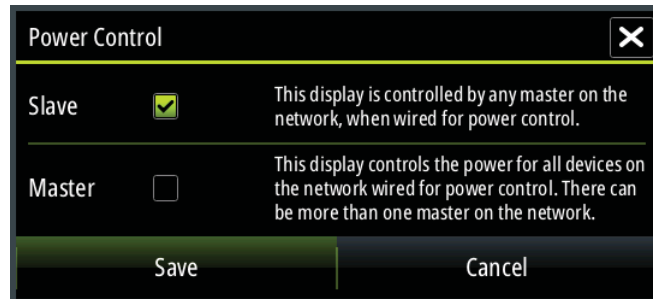 Power Control
Slave
This display is controlled by any master on the
network, when wired for power control.
Master
This display controls the power for all devices on
the network wired for power control. There can
be more than one master on the network.
Save
Cancel